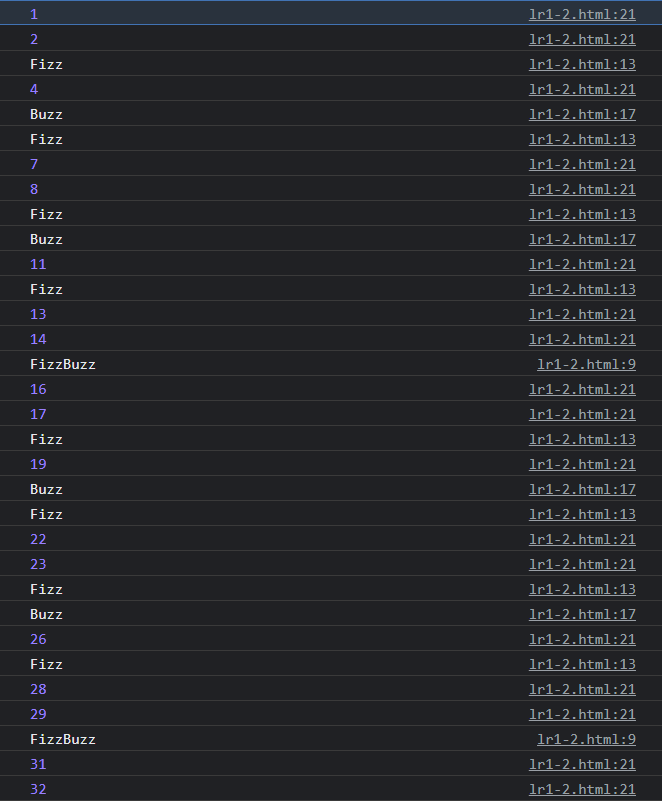 1 lr1-2.html:21
2 lr1-2.html:21
Fizz lr1-2.html:13
4 lr1-2.html:21
Buzz lr1-2.html:17
Fizz lr1-2.html:13
7 lr1-2.html:21
8 lr1-2.html:21
Fizz lr1-2.html:13
Buzz lr1-2.html:17
11 lr1-2.html:21
Fizz lr1-2.html:13
13 lr1-2.html:21
14 lr1-2.html:21
FizzBuzz lr1-2.html:9
16 lr1-2.html:21
17 lr1-2.html:21
Fizz lr1-2.html:13
19 lr1-2.html:21
Buzz lr1-2.html:17
Fizz lr1-2.html:13
22 lr1-2.html:21
23 lr1-2.html:21
Fizz lr1-2.html:13
Buzz lr1-2.html:17
26 lr1-2.html:21
Fizz lr1-2.html:13
28 lr1-2.html:21
29 lr1-2.html:21
FizzBuzz lr1-2.html:9
31 lr1-2.html:21
32 lr1-2.html:21